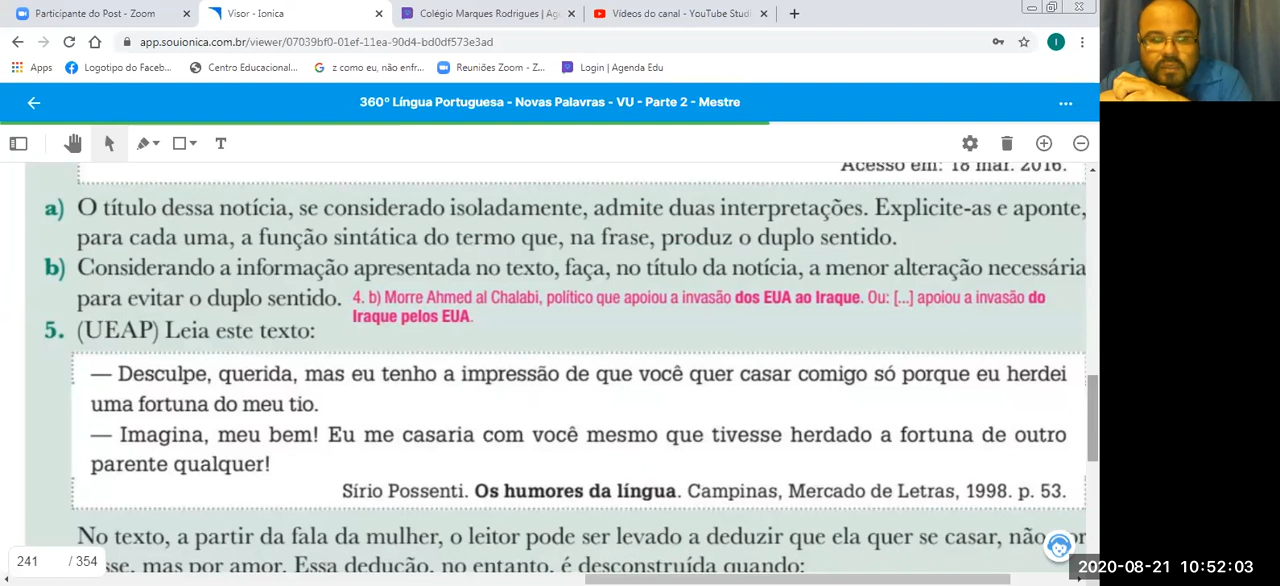 Participante do Post - Zoom
Visor - Ionica
Colégio Marques Rodrigues | Ag
Vídeos do canal - YouTube Stud
app.souionica.com.br/viewer/07039bf0-01ef-11ea-90d4-bd0df573e3ad
I
Apps
Logotipo do Faceb...
Centro Educacional...
z como eu, não enfr...
Reuniões Zoom - Z...
Login | Agenda Edu
360° Língua Portuguesa - Novas Palavras - VU - Parte 2 - Mestre
T
Acesso em: 18 mar. 2016.
a) O título dessa notícia, se considerado isoladamente, admite duas interpretações. Explicite-as e aponte,
para cada uma, a função sintática do termo que, na frase, produz o duplo sentido.
b) Considerando a informação apresentada no texto, faça, no título da notícia, a menor alteração necessária
para evitar o duplo sentido. 4. b) Morre Ahmed al Chalabi, político que apoiou a invasão dos EUA ao Iraque. Ou: [...] apoiou a invasão do
Iraque pelos EUA.
5. (UEAP) Leia este texto:
— Desculpe, querida, mas eu tenho a impressão de que você quer casar comigo só porque eu herdei
uma fortuna do meu tio.
— Imagina, meu bem! Eu me casaria com você mesmo que tivesse herdado a fortuna de outro
parente qualquer!
Sírio Possenti. Os humores da língua. Campinas, Mercado de Letras, 1998. p. 53.
No texto, a partir da fala da mulher, o leitor pode ser levado a deduzir que ela quer se casar, não
sse, mas por amor. Essa dedução, no entanto, é desconstruída quando:
241 / 354
2020-08-21 10:52:03